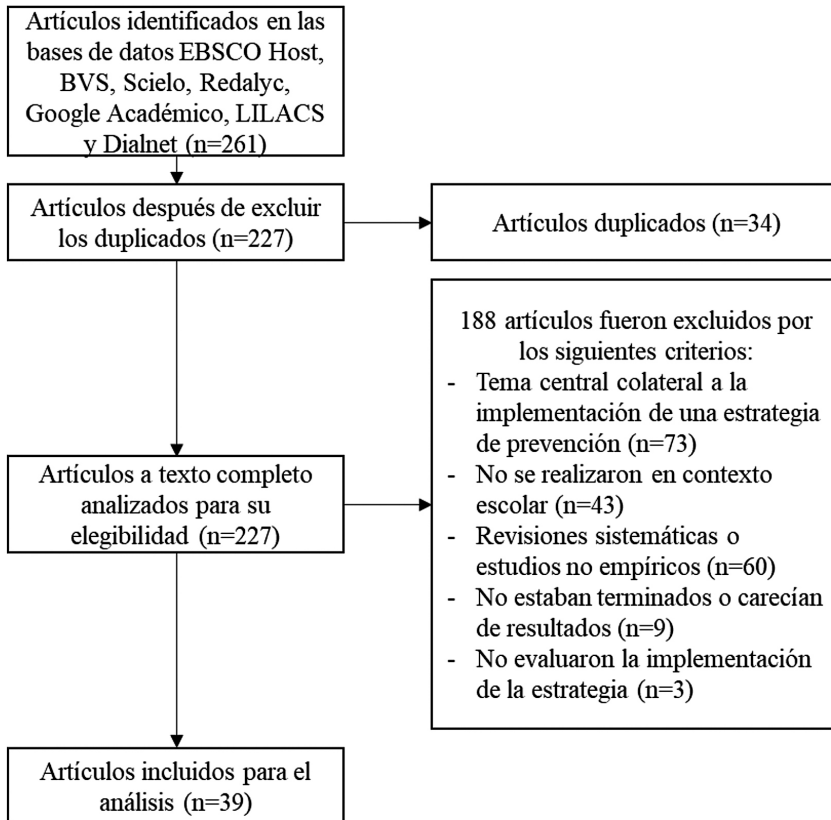 Artículos identificados en las
bases de datos EBSCO Host,
BVS, Scielo, Redalyc,
Google Académico, LILACS
y Dialnet (n=261)
Artículos después de excluir
los duplicados (n=227)
Artículos duplicados (n=34)
188 artículos fueron excluidos por
los siguientes criterios:
- Tema central colateral a la
implementación de una estrategia
de prevención (n=73)
- No se realizaron en contexto
escolar (n=43)
- Revisiones sistemáticas o
estudios no empíricos (n=60)
- No estaban terminados o carecían
de resultados (n=9)
- No evaluaron la implementación
de la estrategia (n=3)
Artículos a texto completo
analizados para su
elegibilidad (n=227)
Artículos incluidos para el
análisis (n=39)